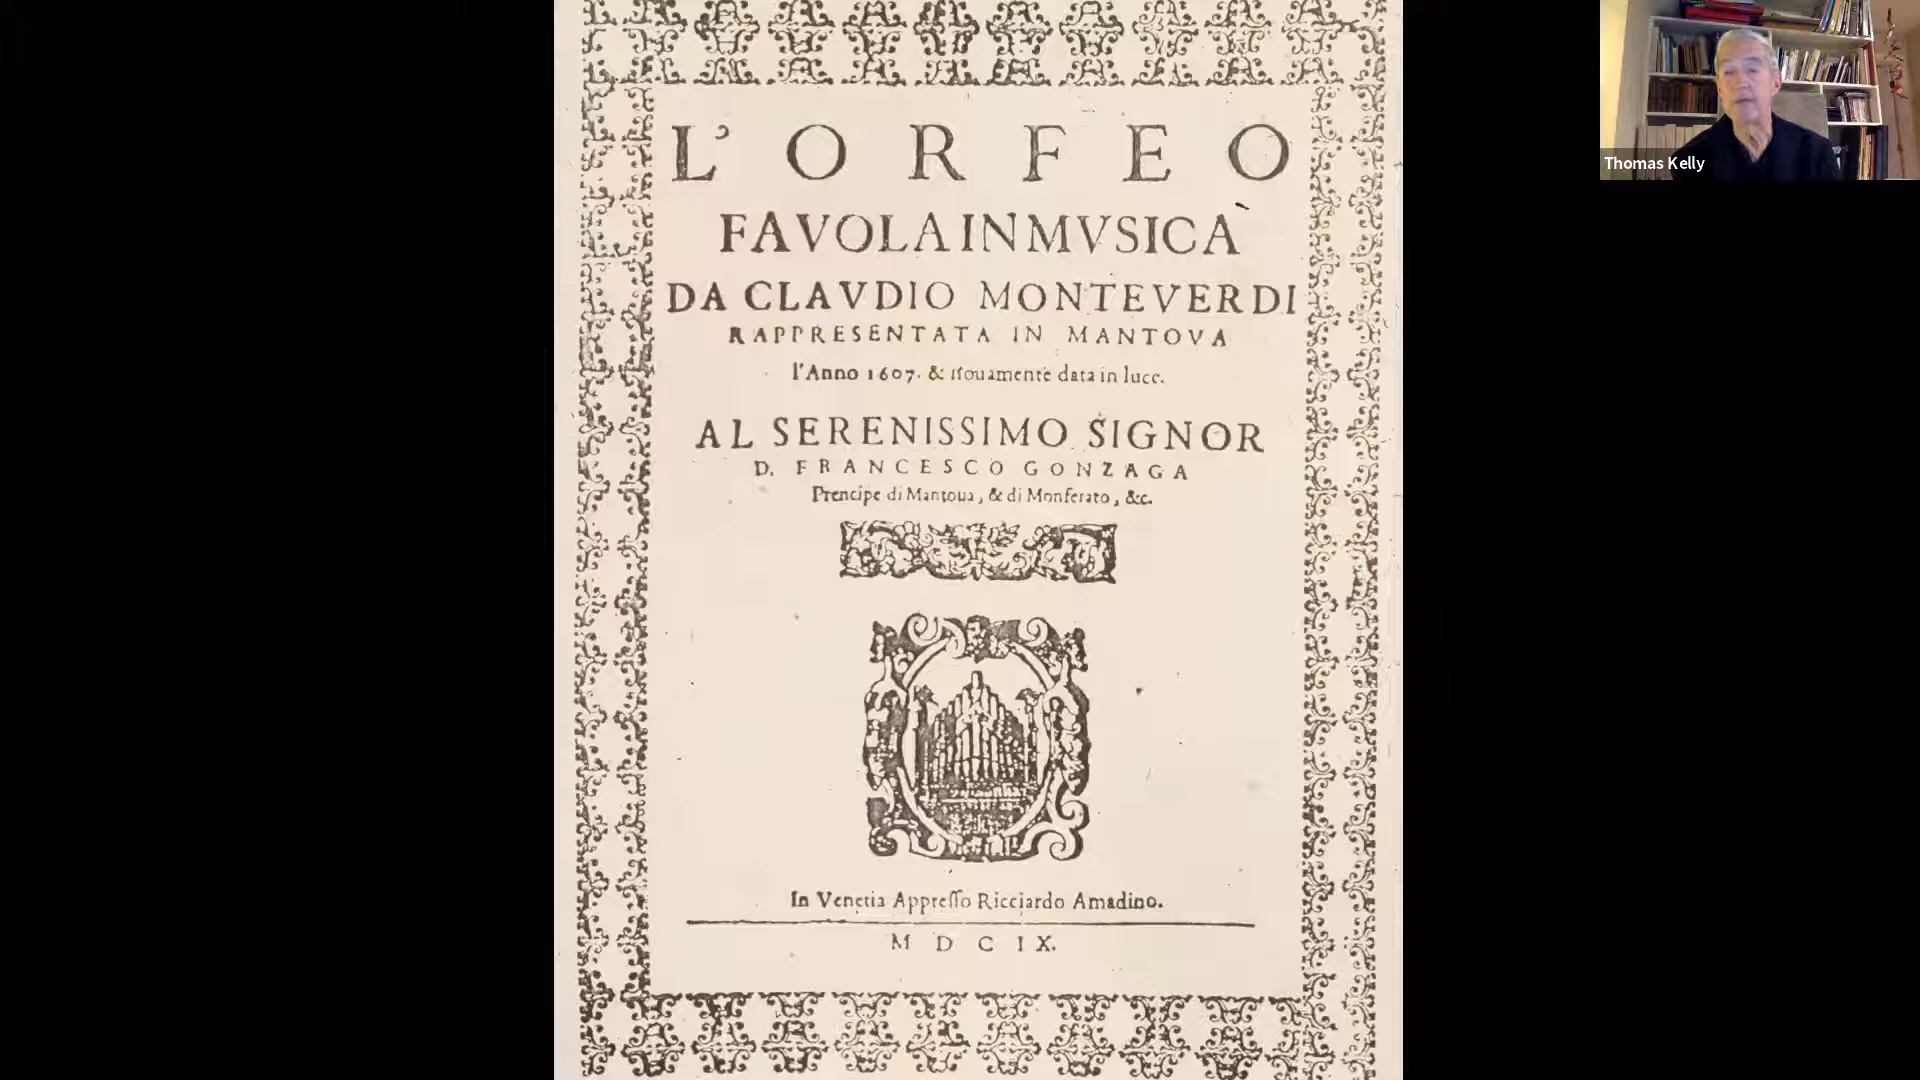 L'ORFEO
FAVOLA IN MVSICA
DA CLAVDIO MONTEVERDI
RAPPRESENTATA IN MANTOVA
l'Anno 1607. & nouamente data in luce.
AL SERENISSIMO SIGNOR
D. FRANCESCO GONZAGA
Prencipe di Mantoua, & di Monferato, &c.
In Venetia Appresso Ricciardo Amadino.
M D C IX.
Thomas Kelly